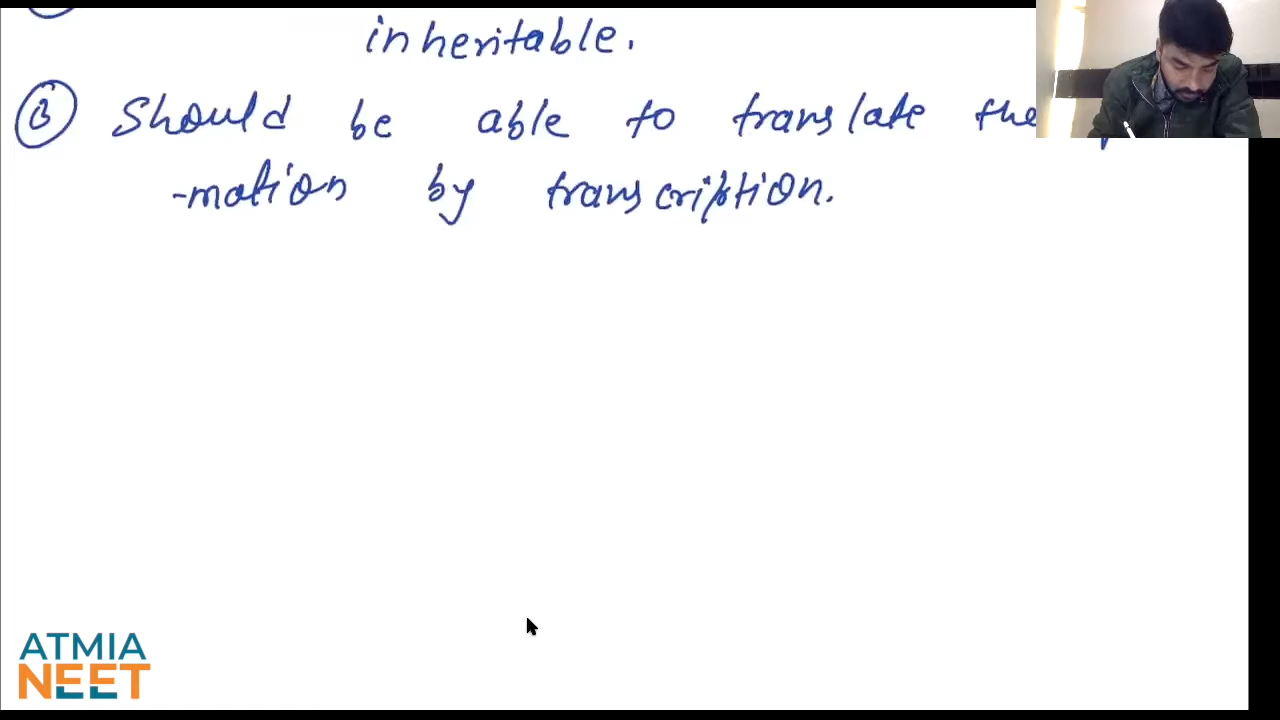 inheritable.
③ Should be able to translate the
-mation by transcription.
ATMIA
NEET